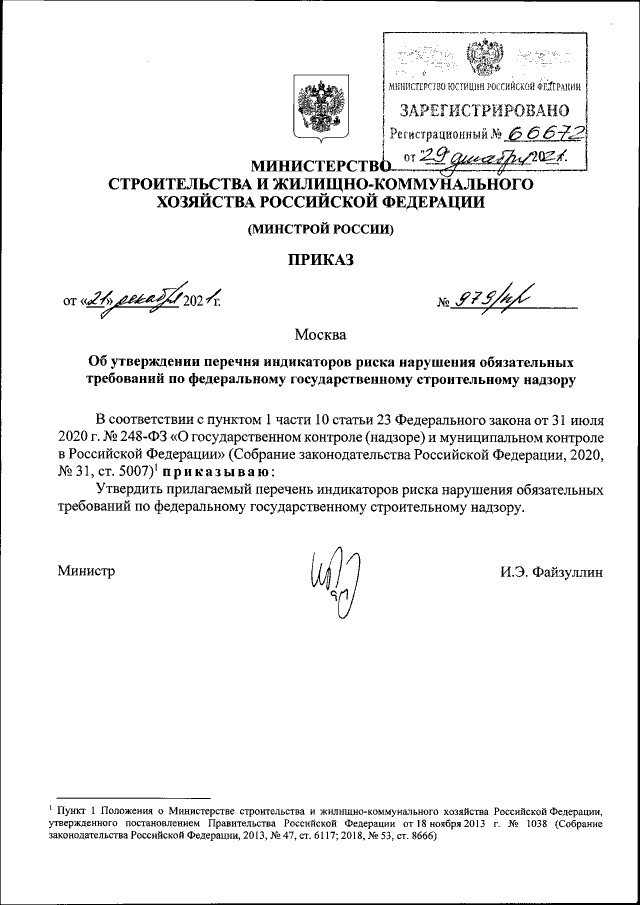 МИНИСТЕРСТВО ЮСТИЦИИ РОССИЙСКОЙ ФЕДЕРАЦИИ
ЗАРЕГИСТРИРОВАНО
Регистрационный № 66672
от "29" декабря 2021.
МИНИСТЕРСТВО
СТРОИТЕЛЬСТВА И ЖИЛИЩНО-КОММУНАЛЬНОГО
ХОЗЯЙСТВА РОССИЙСКОЙ ФЕДЕРАЦИИ
(МИНСТРОЙ РОССИИ)
ПРИКАЗ
от «21» декабря 2021 г. № 979/пр
Москва
Об утверждении перечня индикаторов риска нарушения обязательных
требований по федеральному государственному строительному надзору
В соответствии с пунктом 1 части 10 статьи 23 Федерального закона от 31 июля
2020 г. № 248-ФЗ «О государственном контроле (надзоре) и муниципальном контроле
в Российской Федерации» (Собрание законодательства Российской Федерации, 2020,
№ 31, ст. 5007)¹ приказываю:
Утвердить прилагаемый перечень индикаторов риска нарушения обязательных
требований по федеральному государственному строительному надзору.
Министр И.Э. Файзуллин
¹ Пункт 1 Положения о Министерстве строительства и жилищно-коммунального хозяйства Российской Федерации,
утвержденного постановлением Правительства Российской Федерации от 18 ноября 2013 г. № 1038 (Собрание
законодательства Российской Федерации, 2013, № 47, ст. 6117; 2018, № 53, ст. 8666)